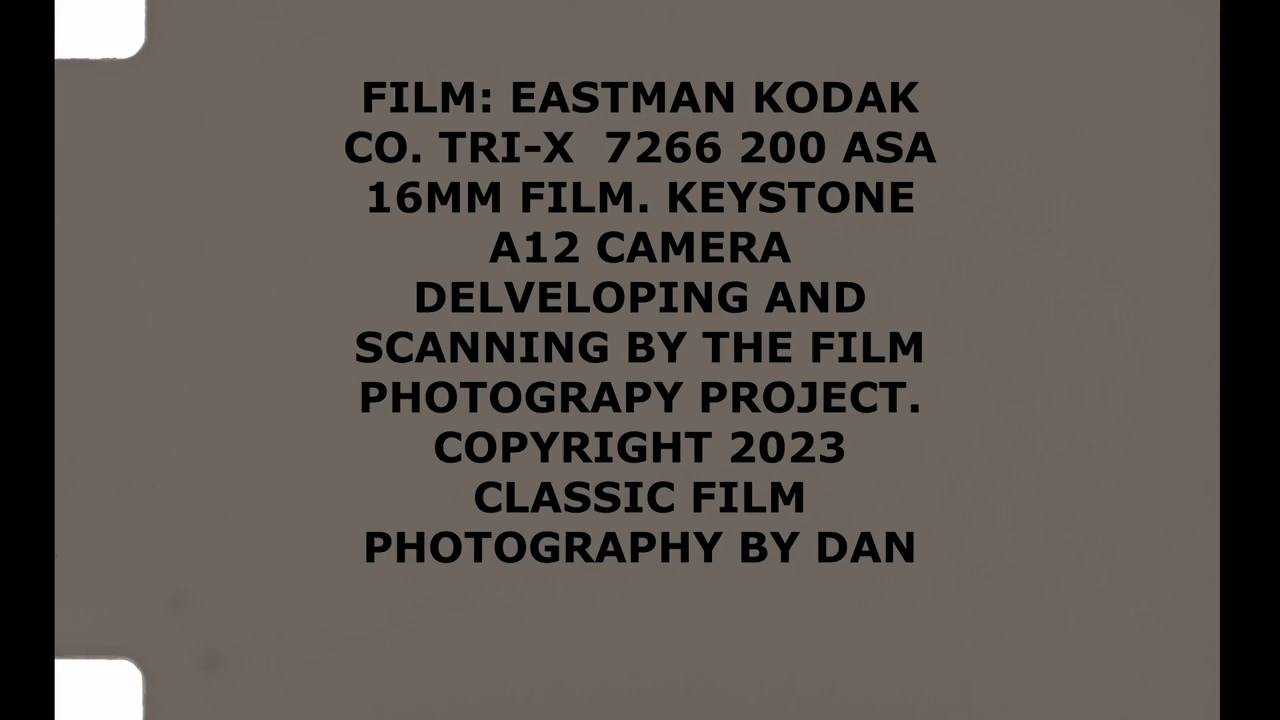 FILM: EASTMAN KODAK
CO. TRI-X  7266 200 ASA
16MM FILM. KEYSTONE
A12 CAMERA
DELVELOPING AND
SCANNING BY THE FILM
PHOTOGRAPY PROJECT.
COPYRIGHT 2023
CLASSIC FILM
PHOTOGRAPHY BY DAN